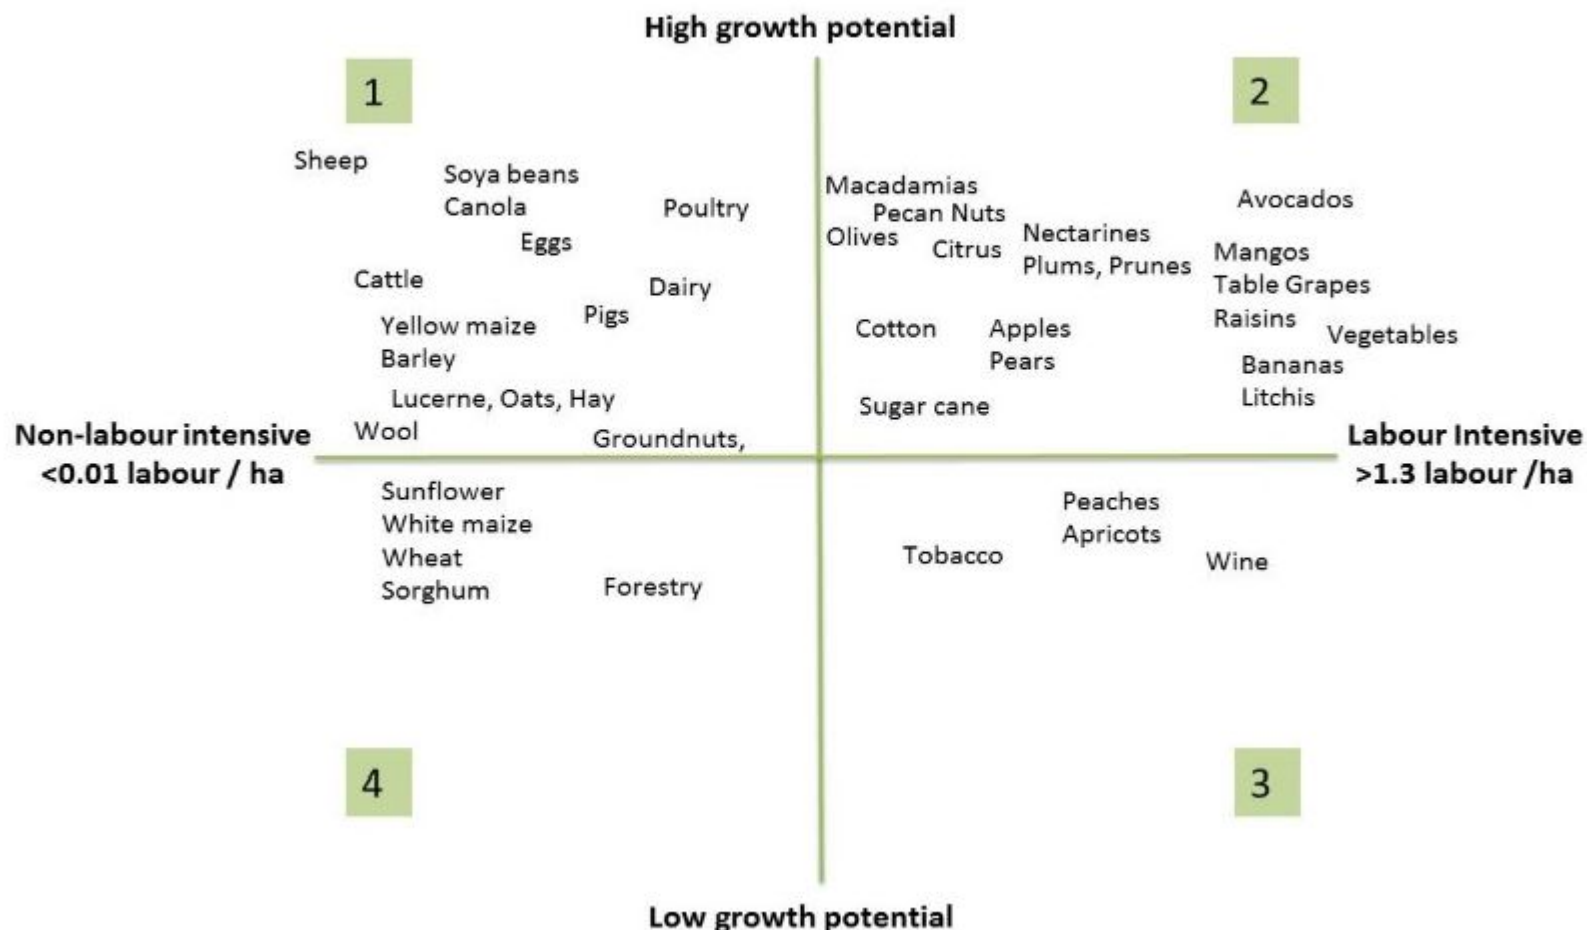 High growth potential
1
2
Sheep
Soya beans
Canola
Poultry
Eggs
Cattle
Dairy
Pigs
Yellow maize
Barley
Lucerne, Oats, Hay
Wool
Groundnuts,
Macadamias
Pecan Nuts
Olives
Citrus
Nectarines
Plums, Prunes
Avocados
Mangos
Table Grapes
Raisins
Vegetables
Bananas
Litchis
Cotton
Apples
Pears
Sugar cane
Non-labour intensive
<0.01 labour / ha
Labour Intensive
>1.3 labour /ha
Sunflower
White maize
Wheat
Sorghum
Forestry
Peaches
Apricots
Tobacco
Wine
4
3
Low growth potential